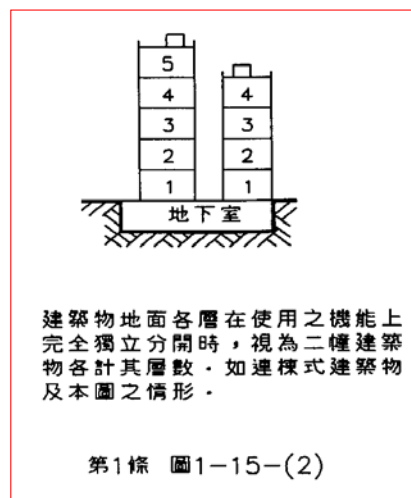 5
4 4
3 3
2 2
1 1
地下室
建築物地面各層在使用之機能上
完全獨立分開時，視為二幢建築
物各計其層數．如連棟式建築物
及本圖之情形．
第1條 圖1-15-(2)